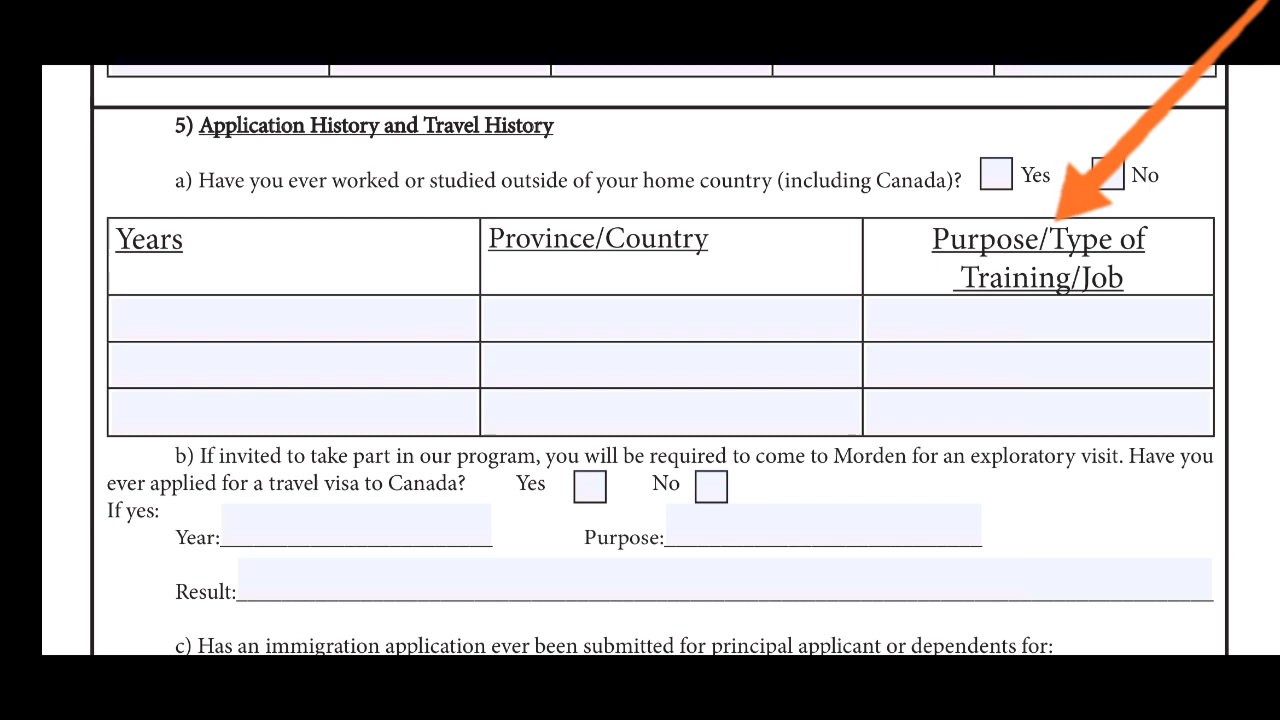 5) Application History and Travel History
a) Have you ever worked or studied outside of your home country (including Canada)? Yes No
Years Province/Country Purpose/Type of
Training/Job
b) If invited to take part in our program, you will be required to come to Morden for an exploratory visit. Have you
ever applied for a travel visa to Canada? Yes No
If yes:
Year: Purpose:
Result:
c) Has an immigration application ever been submitted for principal applicant or dependents for: